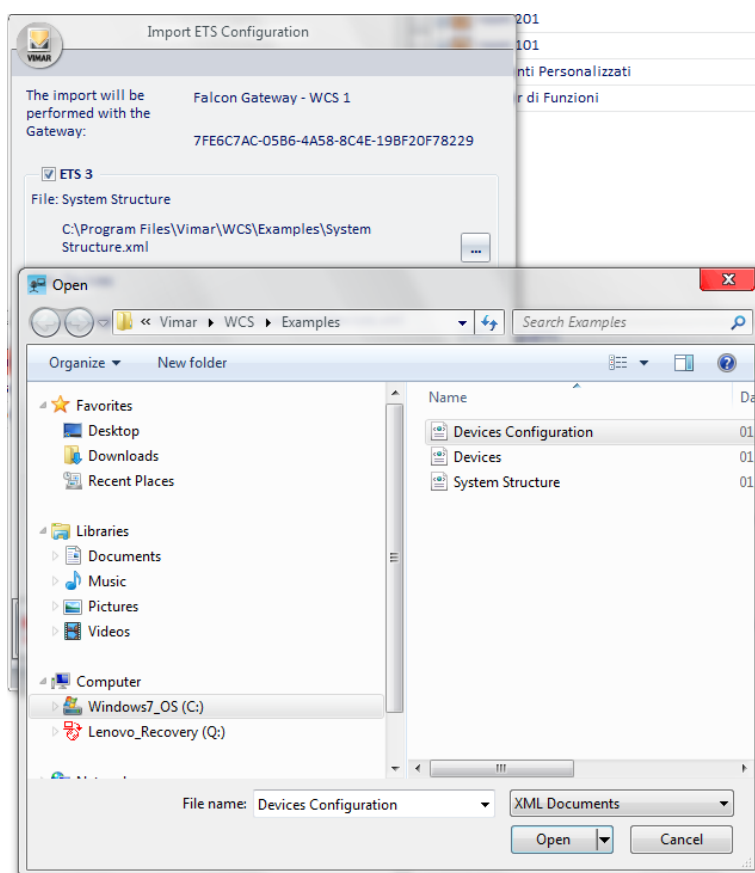 Import ETS Configuration
201
101
nti Personalizzati
r di Funzioni
VIMAR
The import will be
performed with the
Gateway:
Falcon Gateway - WCS 1
7FE6C7AC-05B6-4A58-8C4E-19BF20F78229
ETS 3
File: System Structure
C:\Program Files\Vimar\WCS\Examples\System
Structure.xml
...
Open
« Vimar WCS Examples
Search Examples
Organize New folder
Favorites
Desktop
Downloads
Recent Places
Libraries
Documents
Music
Pictures
Videos
Computer
Windows7_OS (C:)
Lenovo_Recovery (Q:)
Name Da
Devices Configuration 01
Devices 01
System Structure 01
File name: Devices Configuration
XML Documents
Open
Cancel